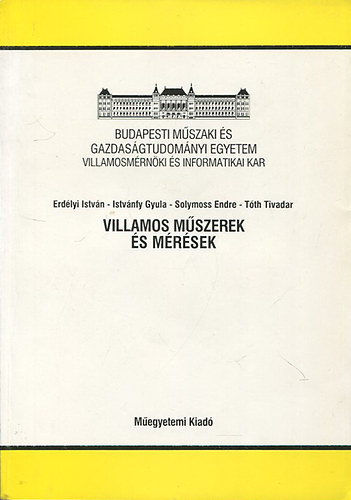 BUDAPESTI MŰSZAKI ÉS
GAZDASÁGTUDOMÁNYI EGYETEM
VILLAMOSMÉRNÖKI ÉS INFORMATIKAI KAR
Erdélyi István - Istvánfy Gyula - Solymoss Endre - Tóth Tivadar
VILLAMOS MŰSZEREK
ÉS MÉRÉSEK
Műegyetemi Kiadó